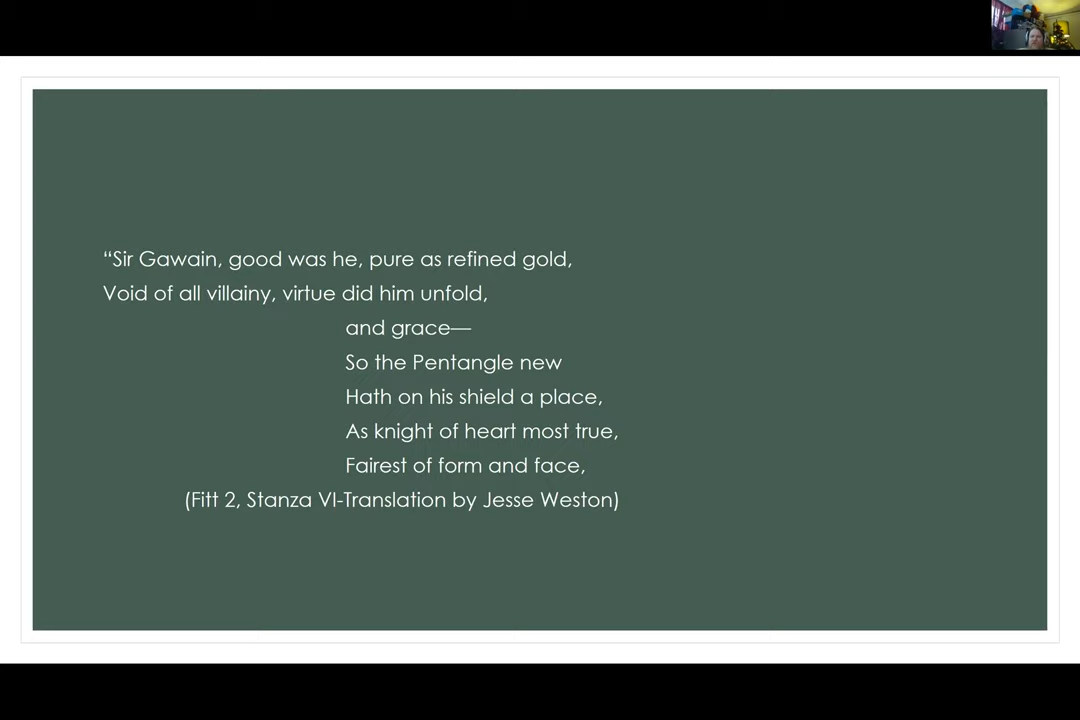 “Sir Gawain, good was he, pure as refined gold,
Void of all villainy, virtue did him unfold,
and grace—
So the Pentangle new
Hath on his shield a place,
As knight of heart most true,
Fairest of form and face,
(Fitt 2, Stanza VI-Translation by Jesse Weston)